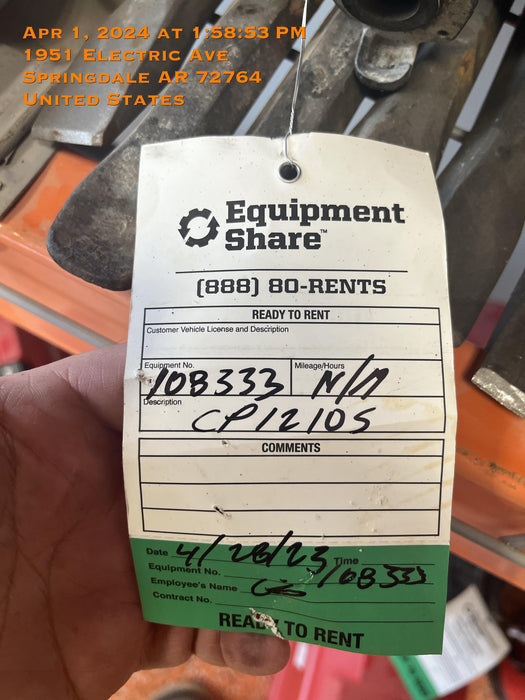 Apr 1, 2024 at 1:58:53 PM
1951 Electric Ave
Springdale AR 72764
United States
Equipment
Share™
(888) 80-RENTS
READY TO RENT
Customer Vehicle License and Description
Equipment No. Mileage/Hours
108333 N/A
Description
CP1210S
COMMENTS
Date 4/28/23 Time
Equipment No. 108333
Employee's Name
Contract No.
READY TO RENT